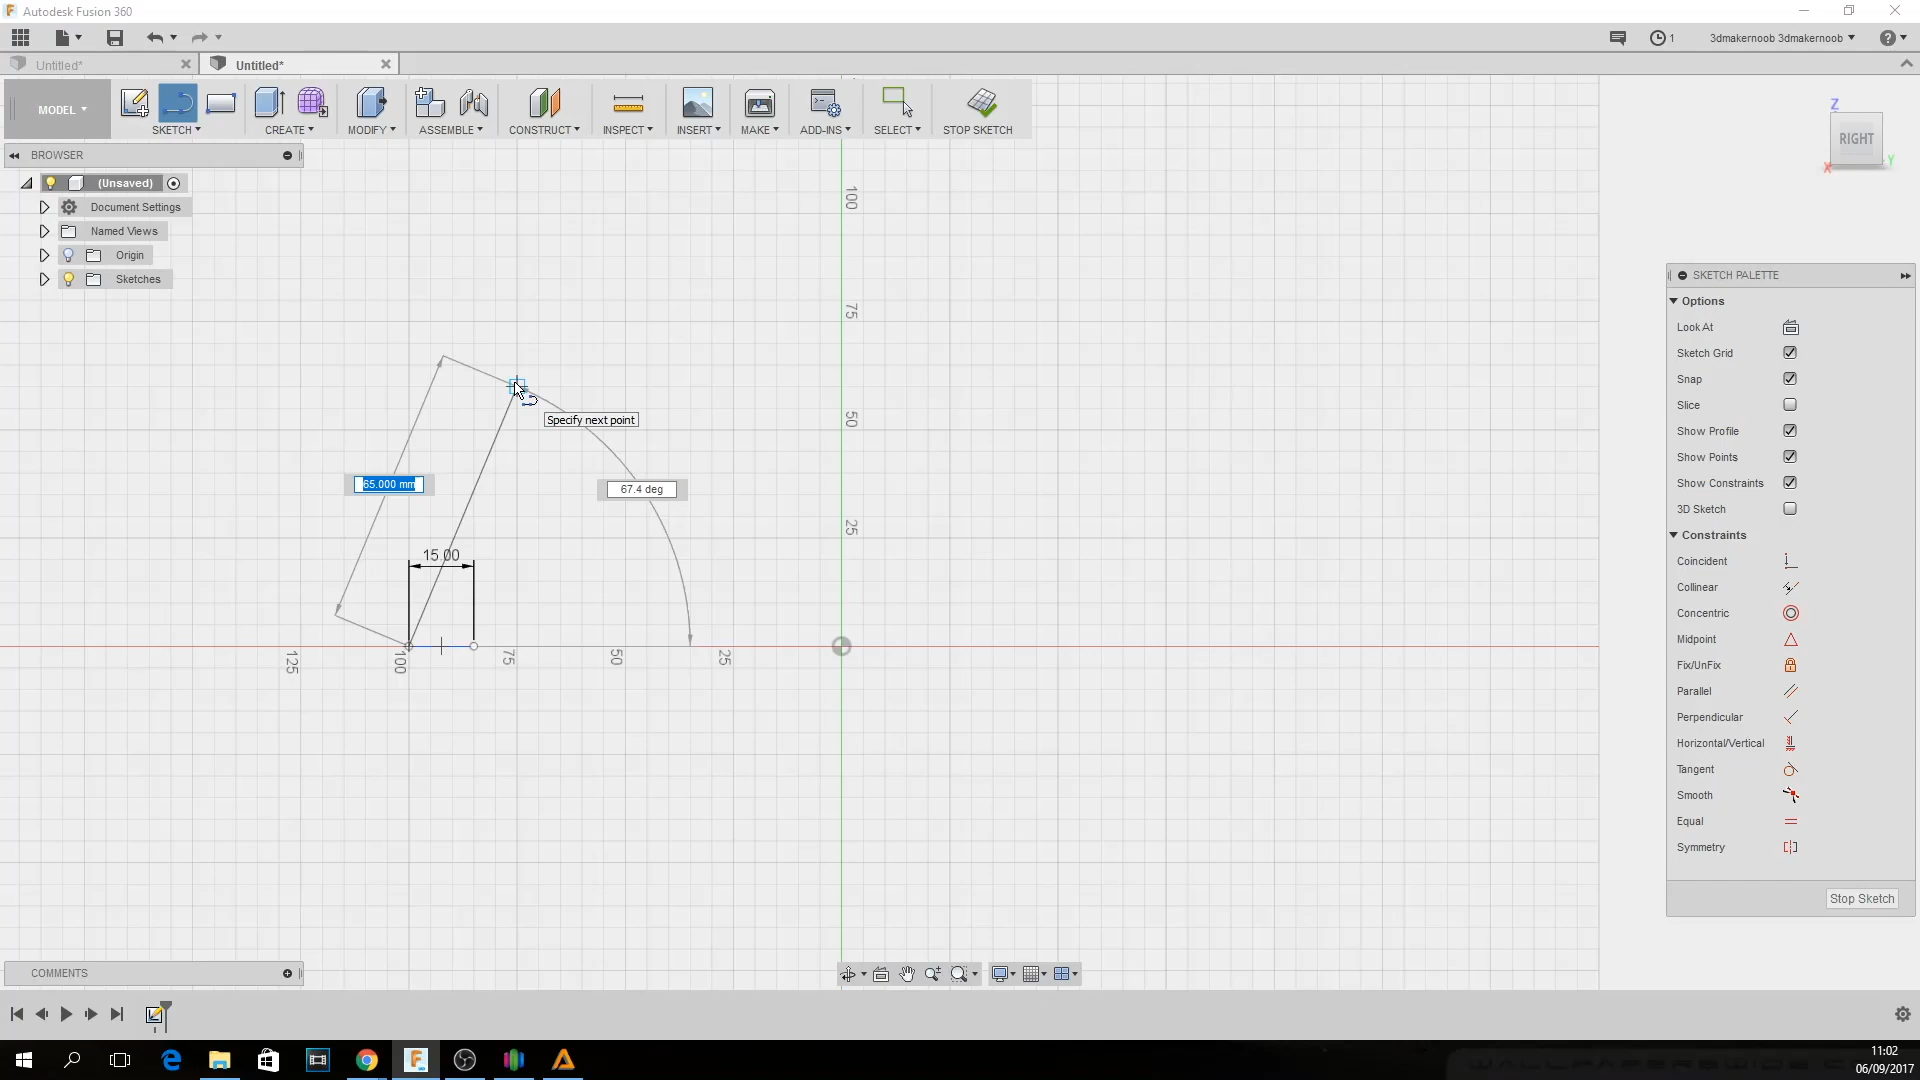 Autodesk Fusion 360
1
3dmakernoob 3dmakernoob
Untitled*
Untitled*
MODEL
SKETCH
CREATE
MODIFY
ASSEMBLE
CONSTRUCT
INSPECT
INSERT
MAKE
ADD-INS
SELECT
STOP SKETCH
BROWSER
(Unsaved)
Document Settings
Named Views
Origin
Sketches
Z
RIGHT
X
Y
100
75
50
25
Specify next point
65.000 mm
67.4 deg
15.00
125
100
75
50
25
SKETCH PALETTE
Options
Look At
Sketch Grid
Snap
Slice
Show Profile
Show Points
Show Constraints
3D Sketch
Constraints
Coincident
Collinear
Concentric
Midpoint
Fix/UnFix
Parallel
Perpendicular
Horizontal/Vertical
Tangent
Smooth
Equal
Symmetry
Stop Sketch
COMMENTS
11:02
06/09/2017